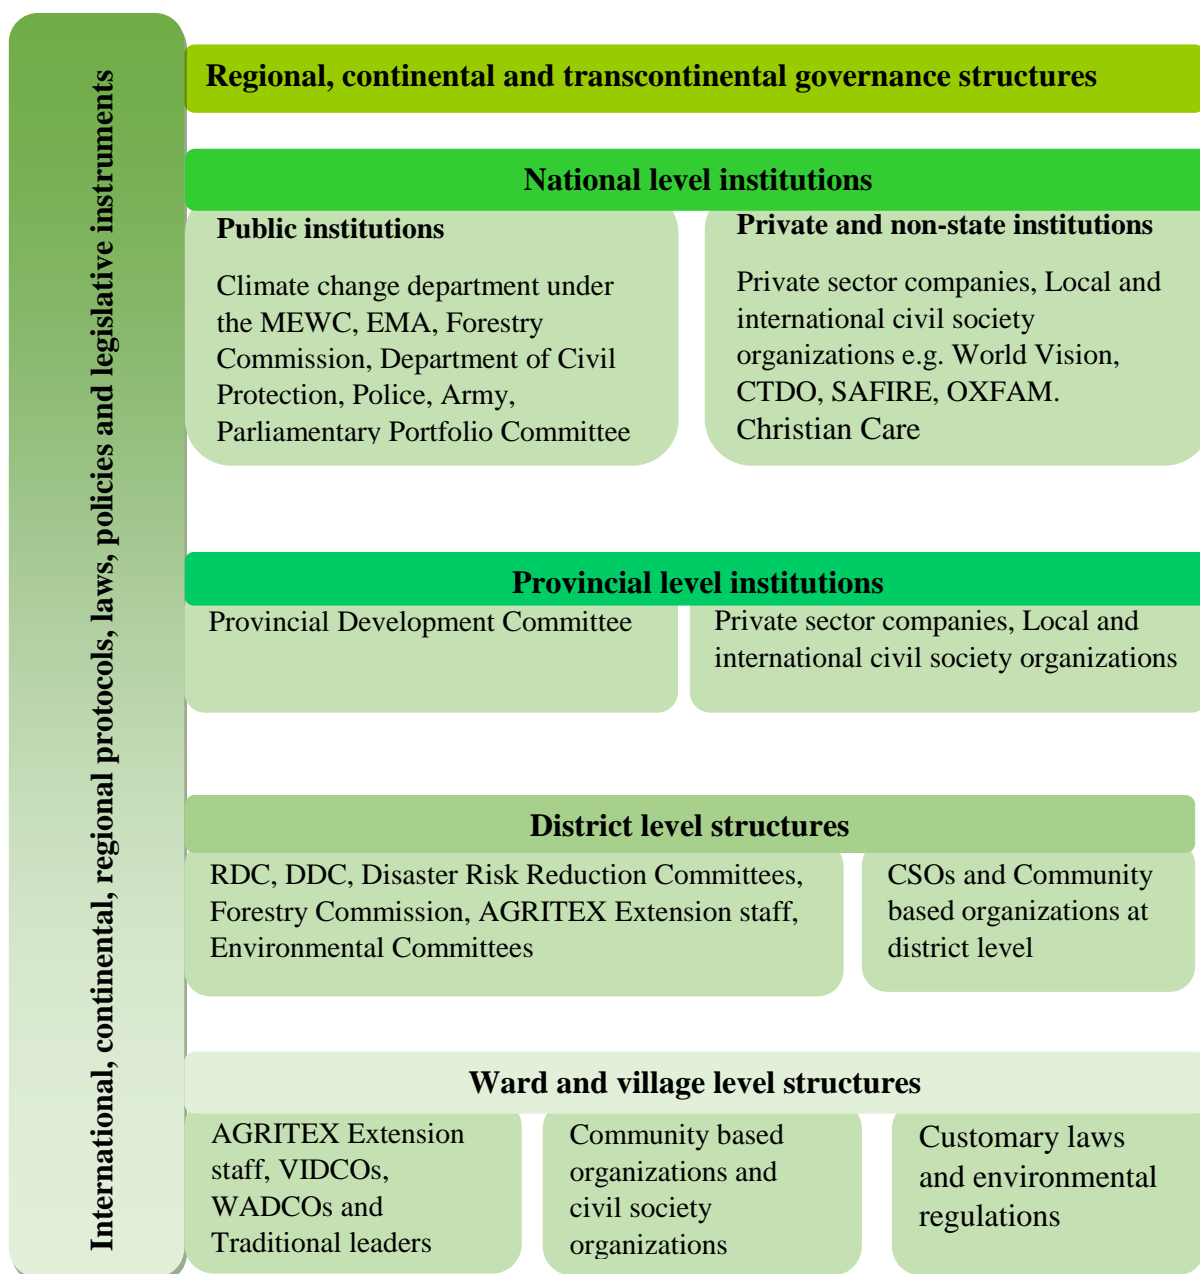 International, continental, regional protocols, laws, policies and legislative instruments
Regional, continental and transcontinental governance structures
National level institutions
Public institutions
Climate change department under
the MEWC, EMA, Forestry
Commission, Department of Civil
Protection, Police, Army,
Parliamentary Portfolio Committee
Private and non-state institutions
Private sector companies, Local and
international civil society
organizations e.g. World Vision,
CTDO, SAFIRE, OXFAM.
Christian Care
Provincial level institutions
Provincial Development Committee
Private sector companies, Local and
international civil society organizations
District level structures
RDC, DDC, Disaster Risk Reduction Committees,
Forestry Commission, AGRITEX Extension staff,
Environmental Committees
CSOs and Community
based organizations at
district level
Ward and village level structures
AGRITEX Extension
staff, VIDCOs,
WADCOs and
Traditional leaders
Community based
organizations and
civil society
organizations
Customary laws
and environmental
regulations